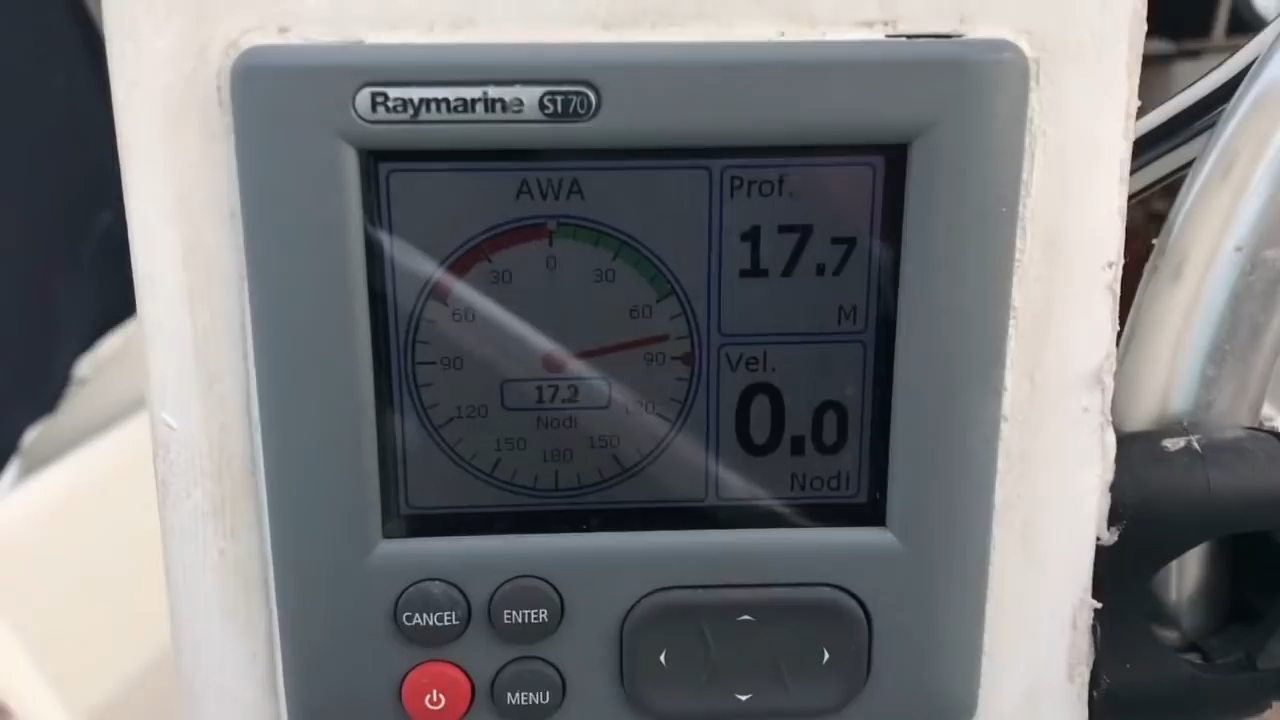 Raymarine ST70
AWA
0
30 30
60 60
90 90
17.2
Nodi
120
150 150
180
Prof.
17.7
M
Vel.
0.0
Nodi
CANCEL ENTER
MENU